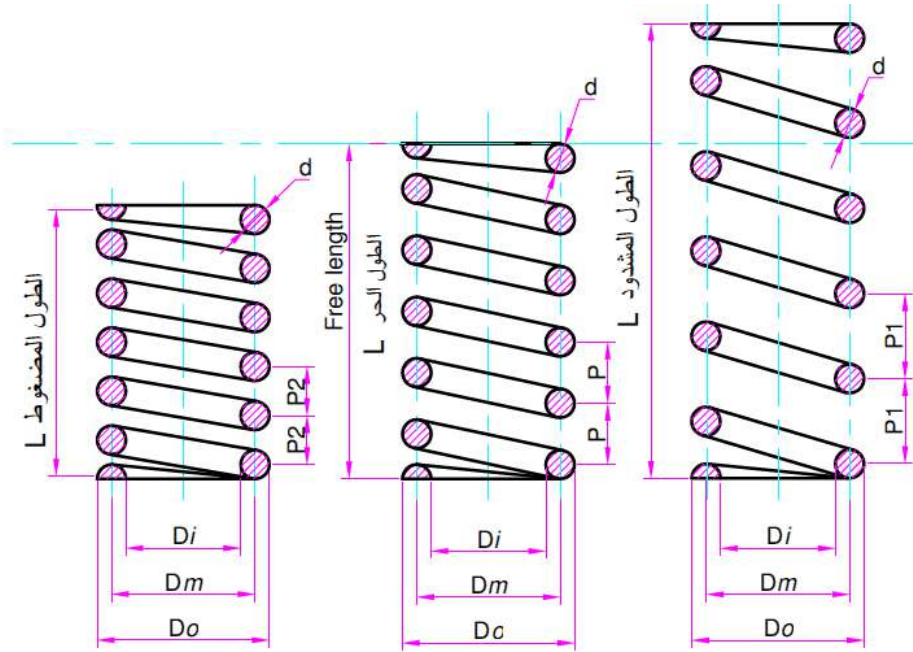 d
L الطول المضغوط
P2
P2
Di
Dm
Do
d
Free length
L الطول الحر
P
P
Di
Dm
Do
d
L الطول المشدود
P1
P1
Di
Dm
Do